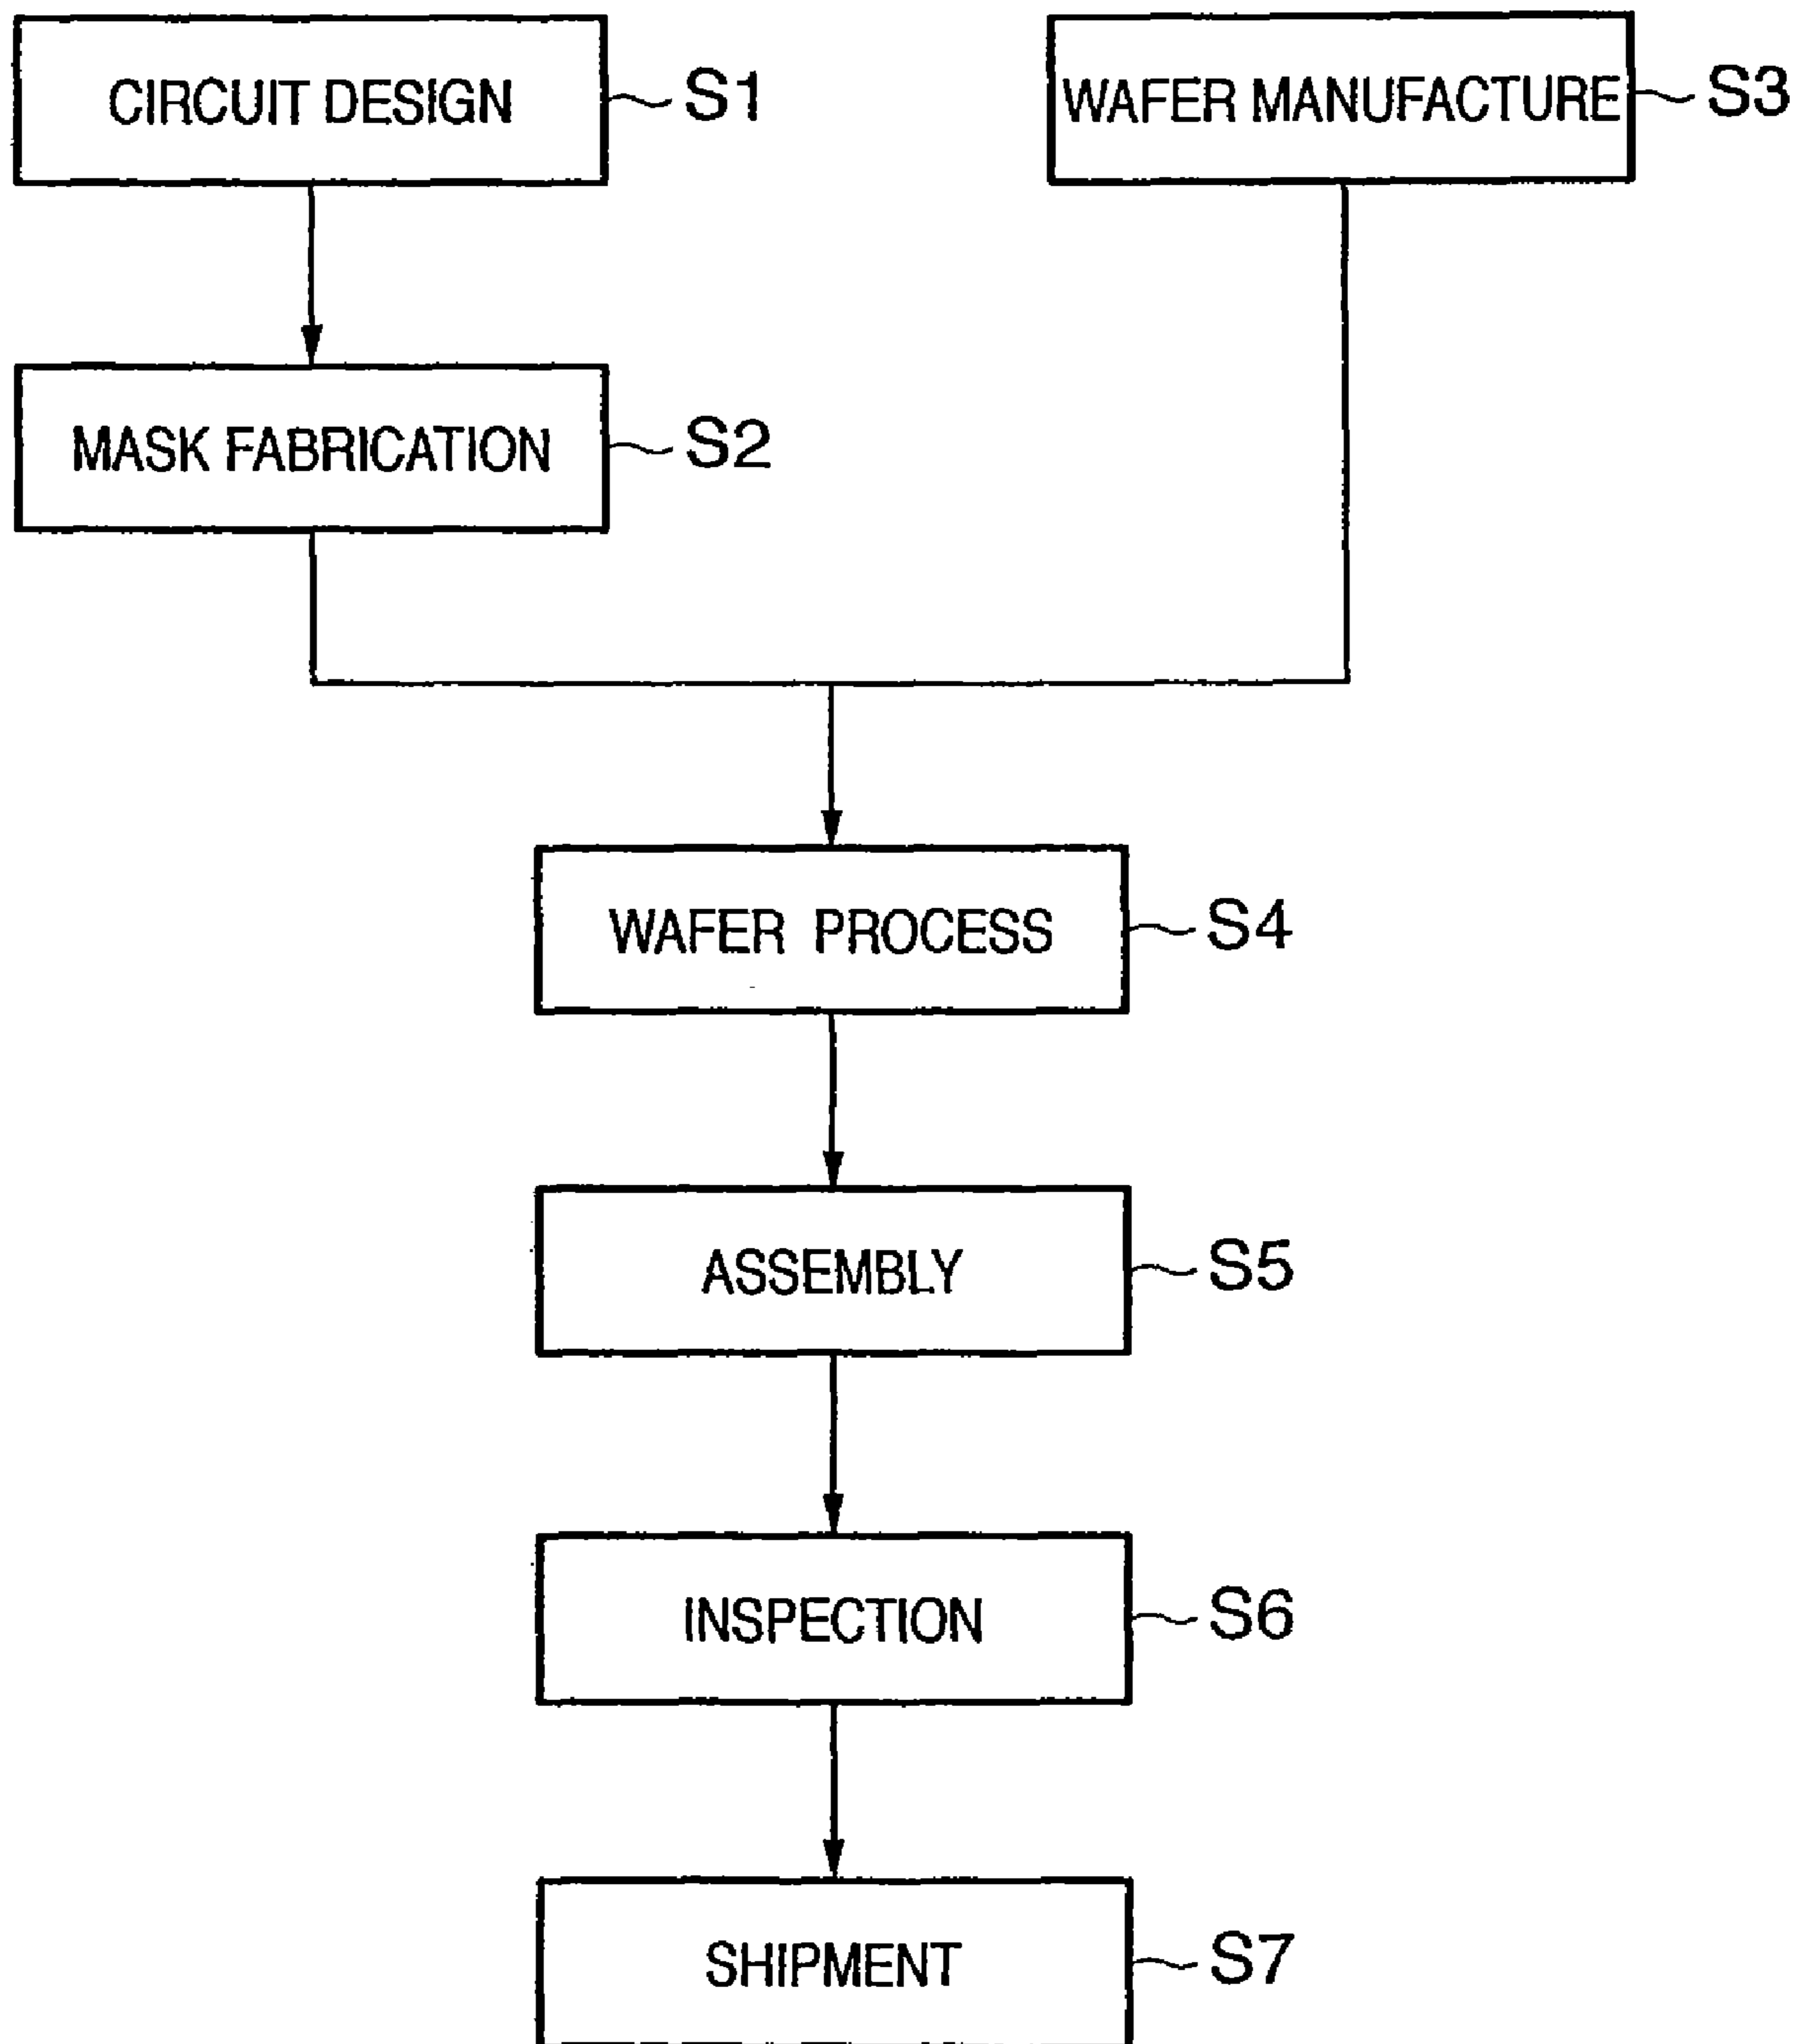 CIRCUIT DESIGN S1
WAFER MANUFACTURE S3
MASK FABRICATION S2
WAFER PROCESS S4
ASSEMBLY S5
INSPECTION S6
SHIPMENT S7